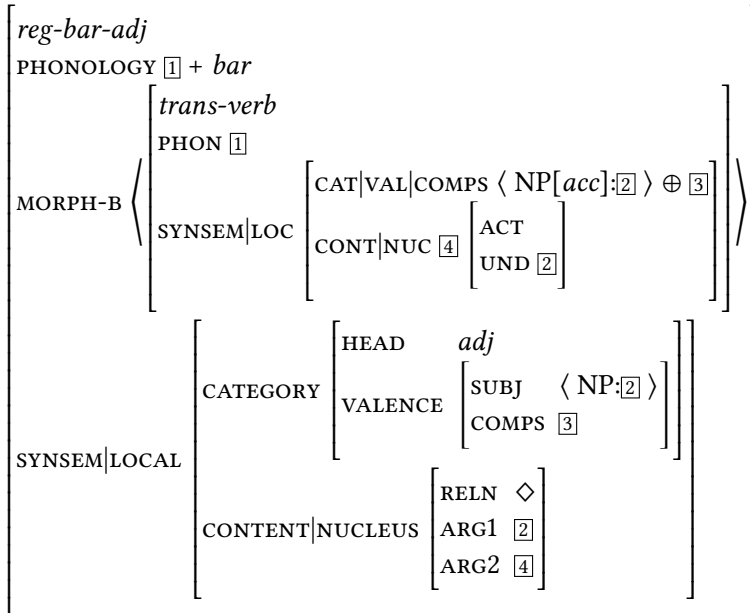 reg-bar-adj
PHONOLOGY 1 + bar
trans-verb
PHON 1
MORPH-B ⟨ SYNSEM|LOC CAT|VAL|COMPS ⟨ NP[acc]:2 ⟩ ⊕ 3 ⟩
CONT|NUC 4 ACT
UND 2
HEAD adj
CATEGORY VALENCE SUBJ ⟨ NP:2 ⟩
COMPS 3
SYNSEM|LOCAL
RELN ◇
CONTENT|NUCLEUS ARG1 2
ARG2 4